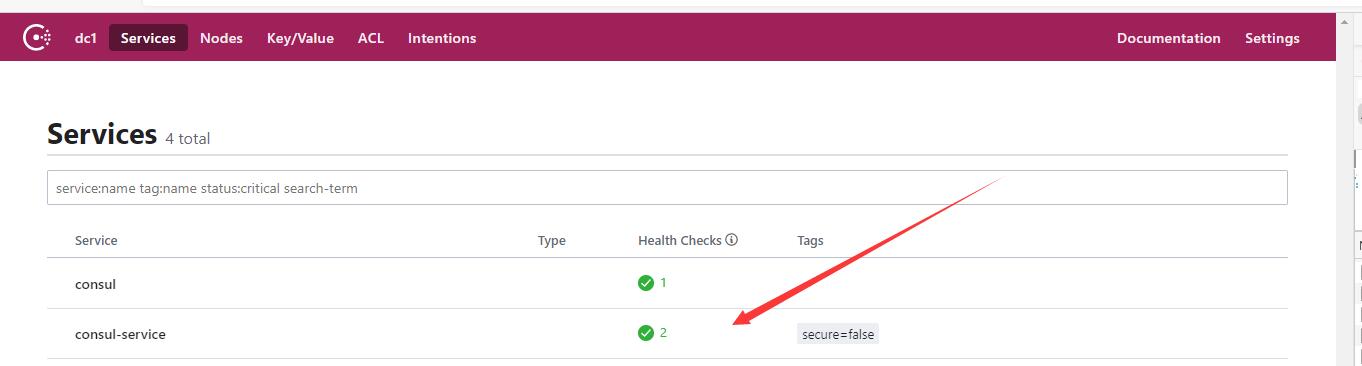 dc1 Services Nodes Key/Value ACL Intentions Documentation Settings
Services 4 total
service:name tag:name status:critical search-term
Service Type Health Checks Tags
consul 1
consul-service 2 secure=false